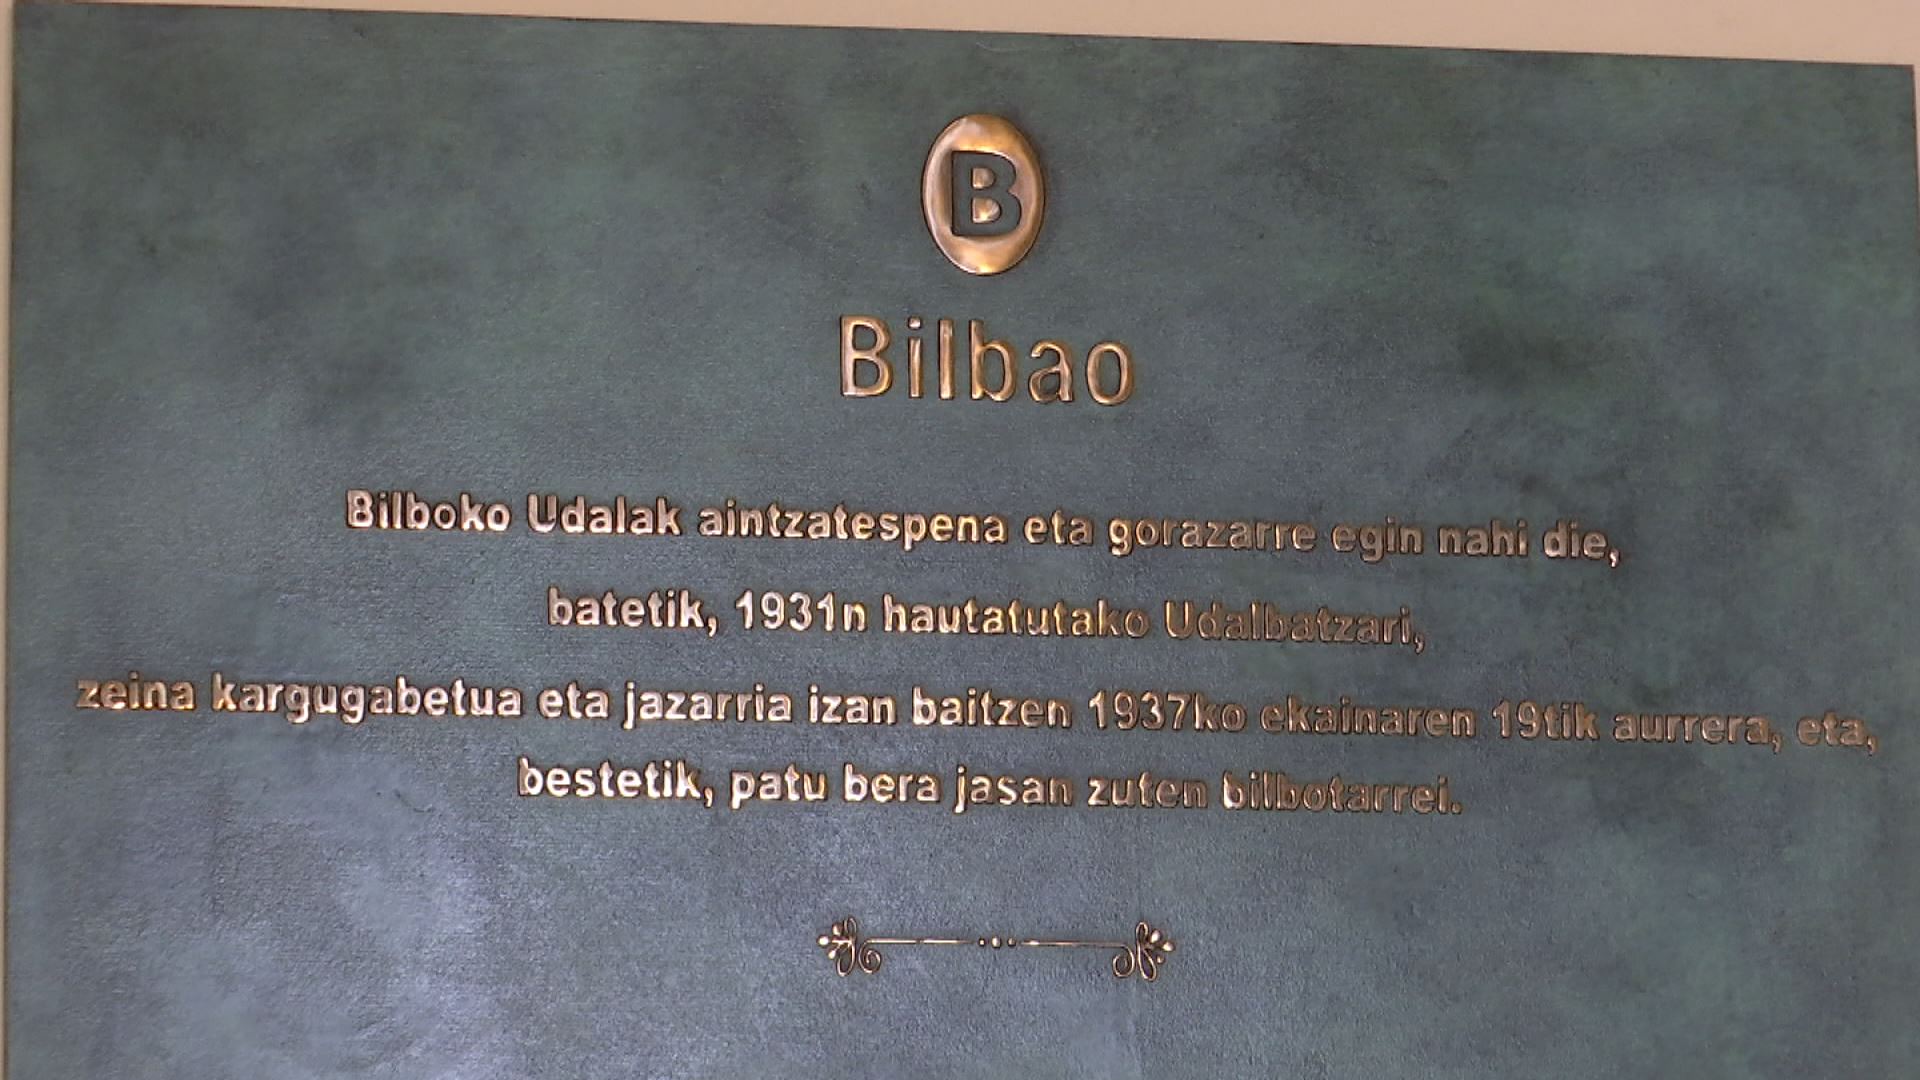 B
Bilbao
Bilboko Udalak aintzatespena eta gorazarre egin nahi die,
batetik, 1931n hautatutako Udalbatzari,
zeina kargugabetua eta jazarria izan baitzen 1937ko ekainaren 19tik aurrera, eta,
bestetik, patu bera jasan zuten bilbotarrei.